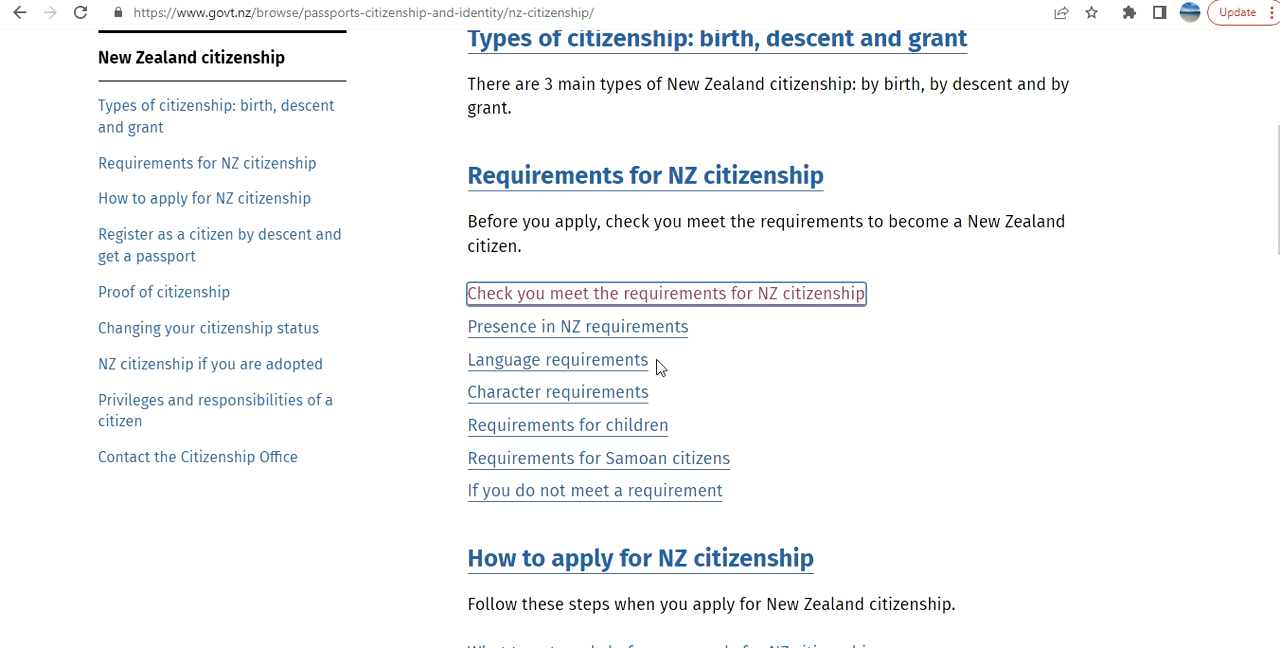 https://www.govt.nz/browse/passports-citizenship-and-identity/nz-citizenship/
Update
New Zealand citizenship
Types of citizenship: birth, descent
and grant
Requirements for NZ citizenship
How to apply for NZ citizenship
Register as a citizen by descent and
get a passport
Proof of citizenship
Changing your citizenship status
NZ citizenship if you are adopted
Privileges and responsibilities of a
citizen
Contact the Citizenship Office
Types of citizenship: birth, descent and grant
There are 3 main types of New Zealand citizenship: by birth, by descent and by
grant.
Requirements for NZ citizenship
Before you apply, check you meet the requirements to become a New Zealand
citizen.
Check you meet the requirements for NZ citizenship
Presence in NZ requirements
Language requirements
Character requirements
Requirements for children
Requirements for Samoan citizens
If you do not meet a requirement
How to apply for NZ citizenship
Follow these steps when you apply for New Zealand citizenship.